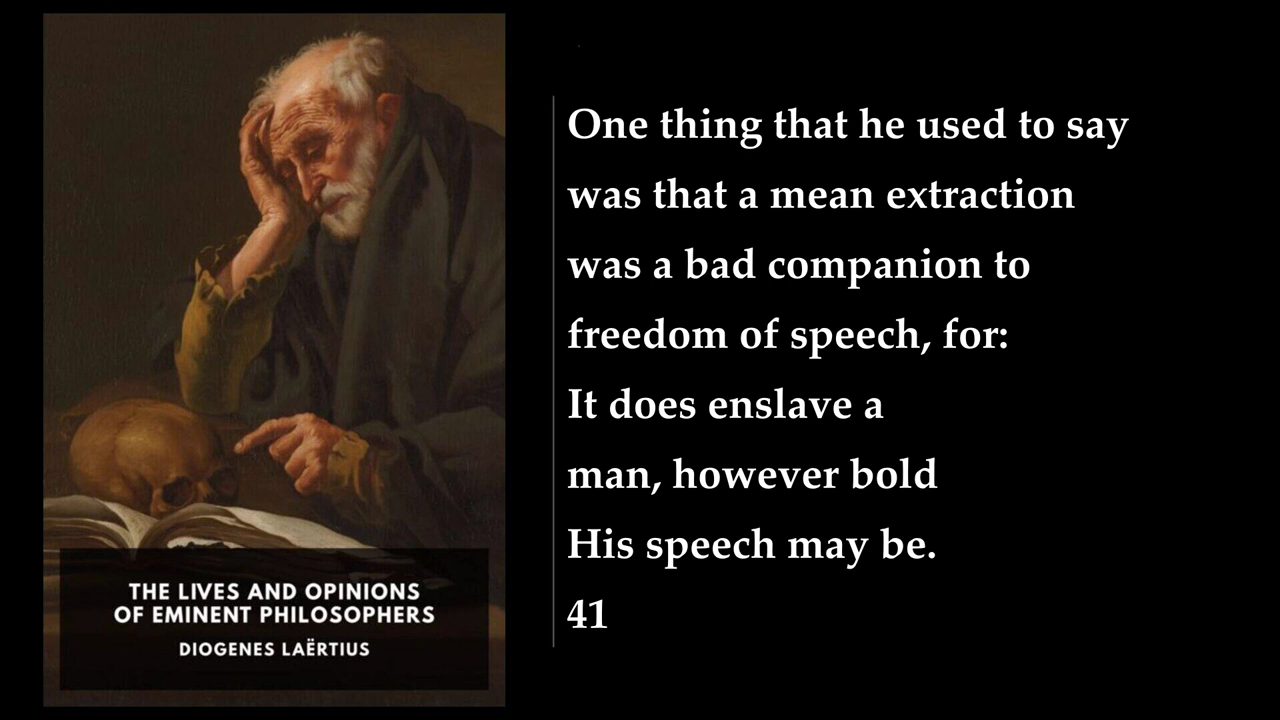 THE LIVES AND OPINIONS
OF EMINENT PHILOSOPHERS
DIOGENES LAËRTIUS
One thing that he used to say
was that a mean extraction
was a bad companion to
freedom of speech, for:
It does enslave a
man, however bold
His speech may be.
41